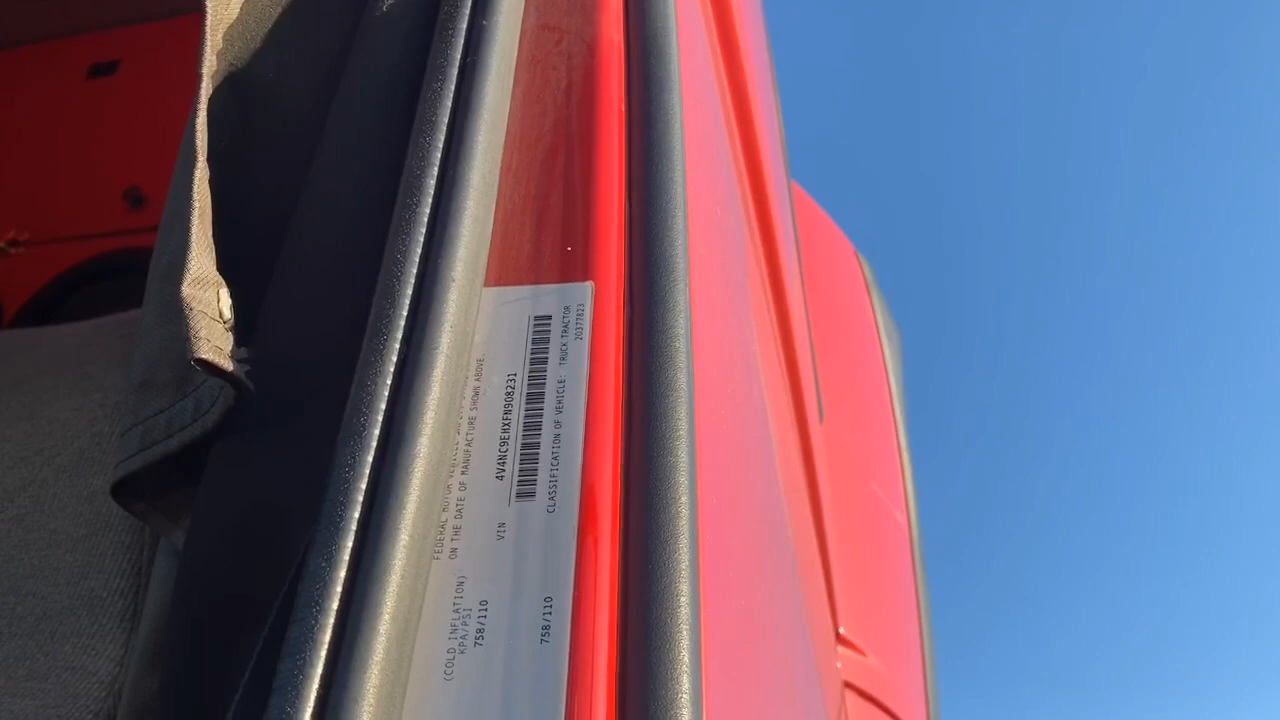 FEDERAL MOTOR VEHICLE
ON THE DATE OF MANUFACTURE SHOWN ABOVE.
(COLD INFLATION)
KPA/PSI
758/110
VIN 4V4NC9EHXFN908231
758/110
CLASSIFICATION OF VEHICLE: TRUCK TRACTOR
20377823